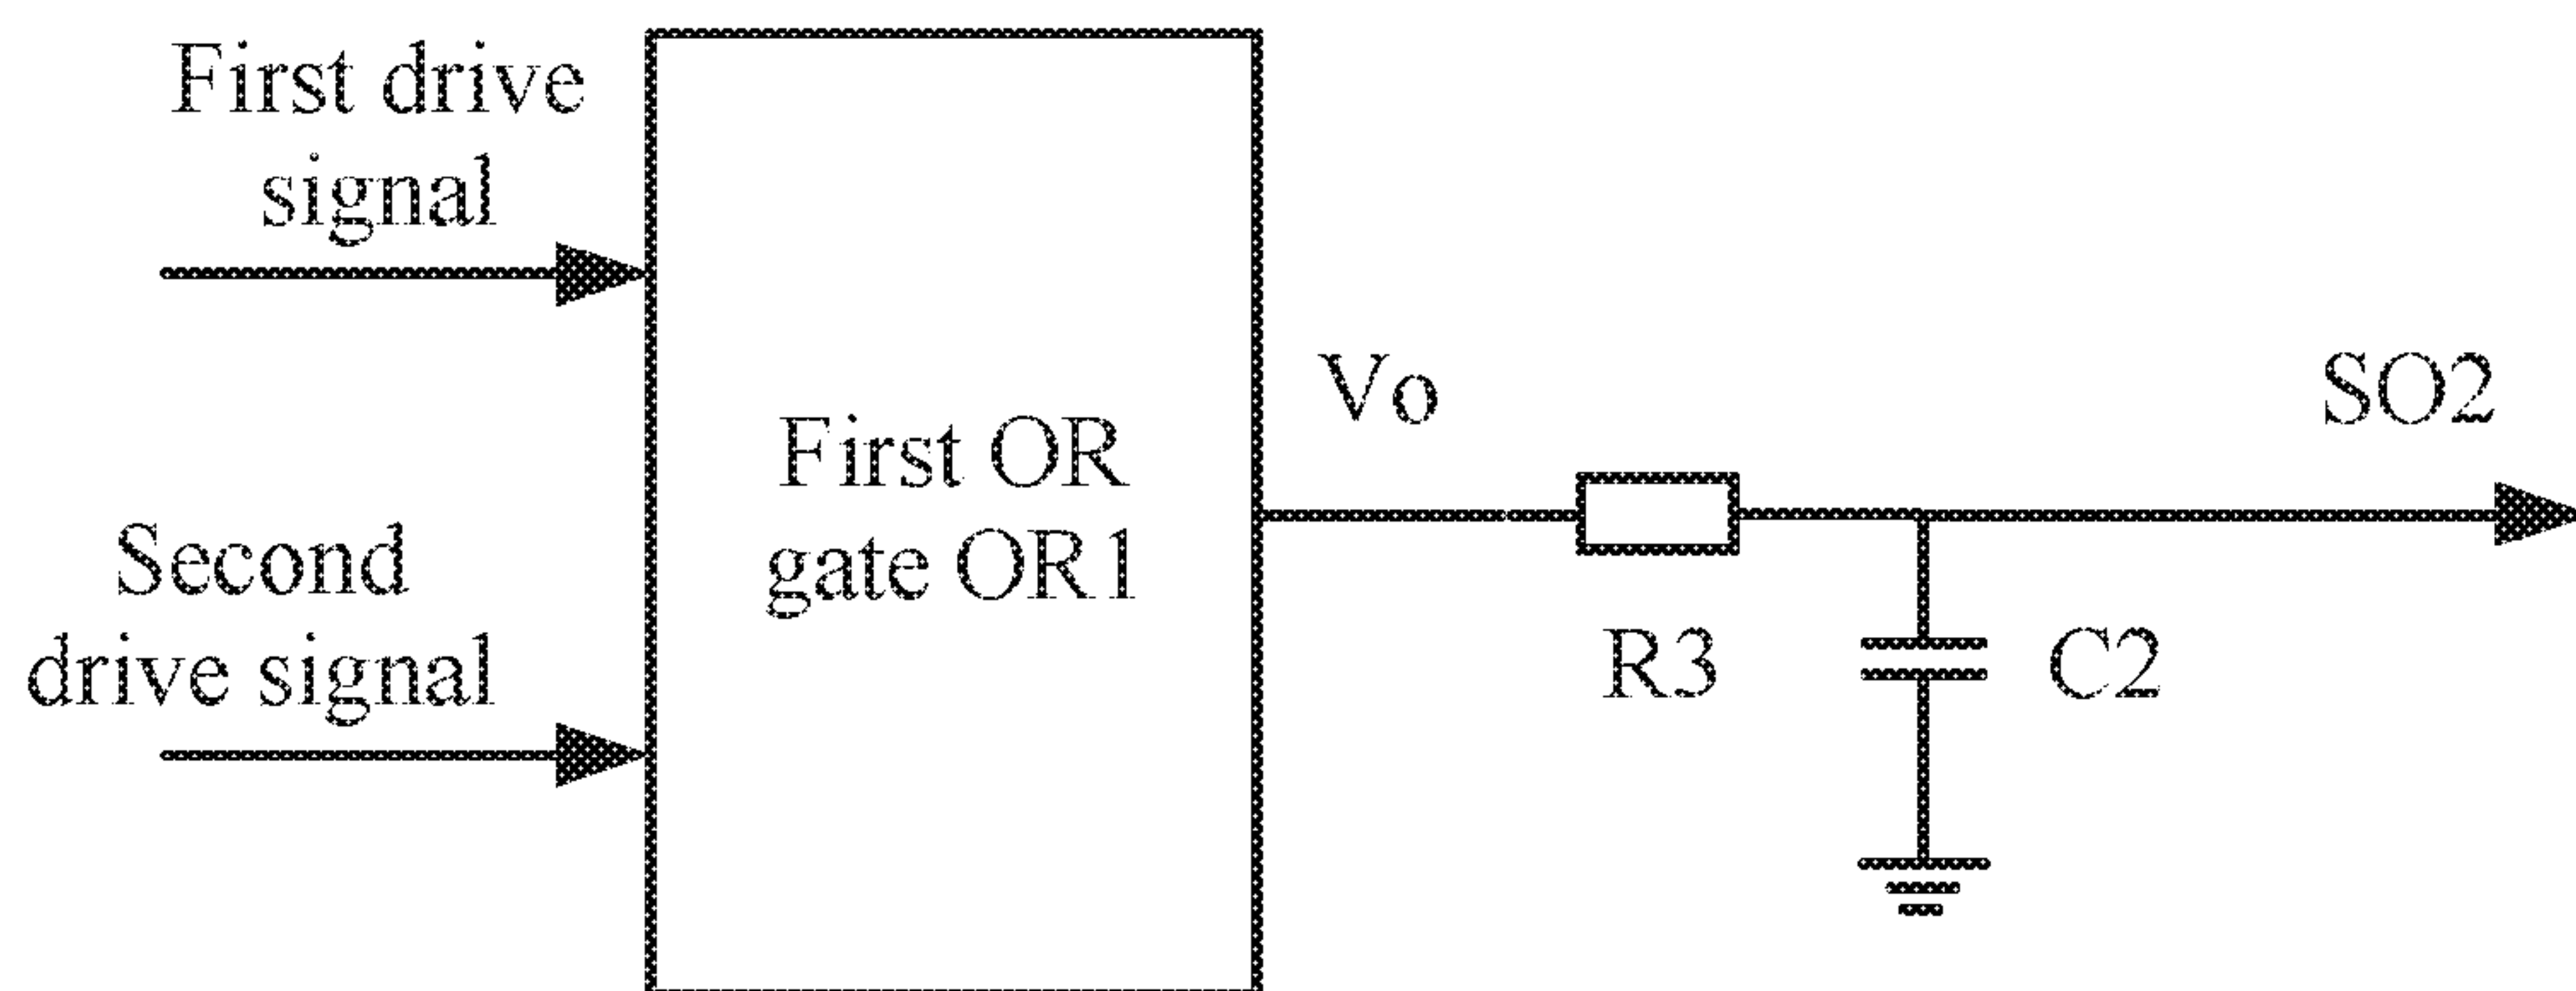 First drive
signal
Second
drive signal
First OR
gate OR1
Vo
R3
C2
SO2